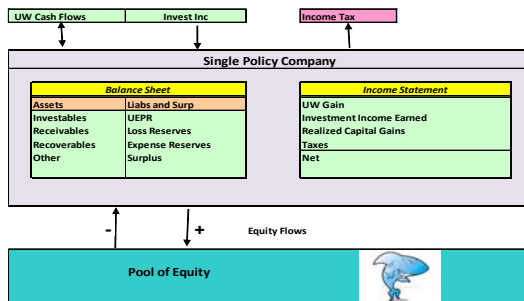 UW Cash Flows Invest Inc Income Tax
Single Policy Company
Balance Sheet
Assets Liabs and Surp
Investables UEPR
Receivables Loss Reserves
Recoverables Expense Reserves
Other Surplus
Income Statement
UW Gain
Investment Income Earned
Realized Capital Gains
Taxes
Net
- + Equity Flows
Pool of Equity